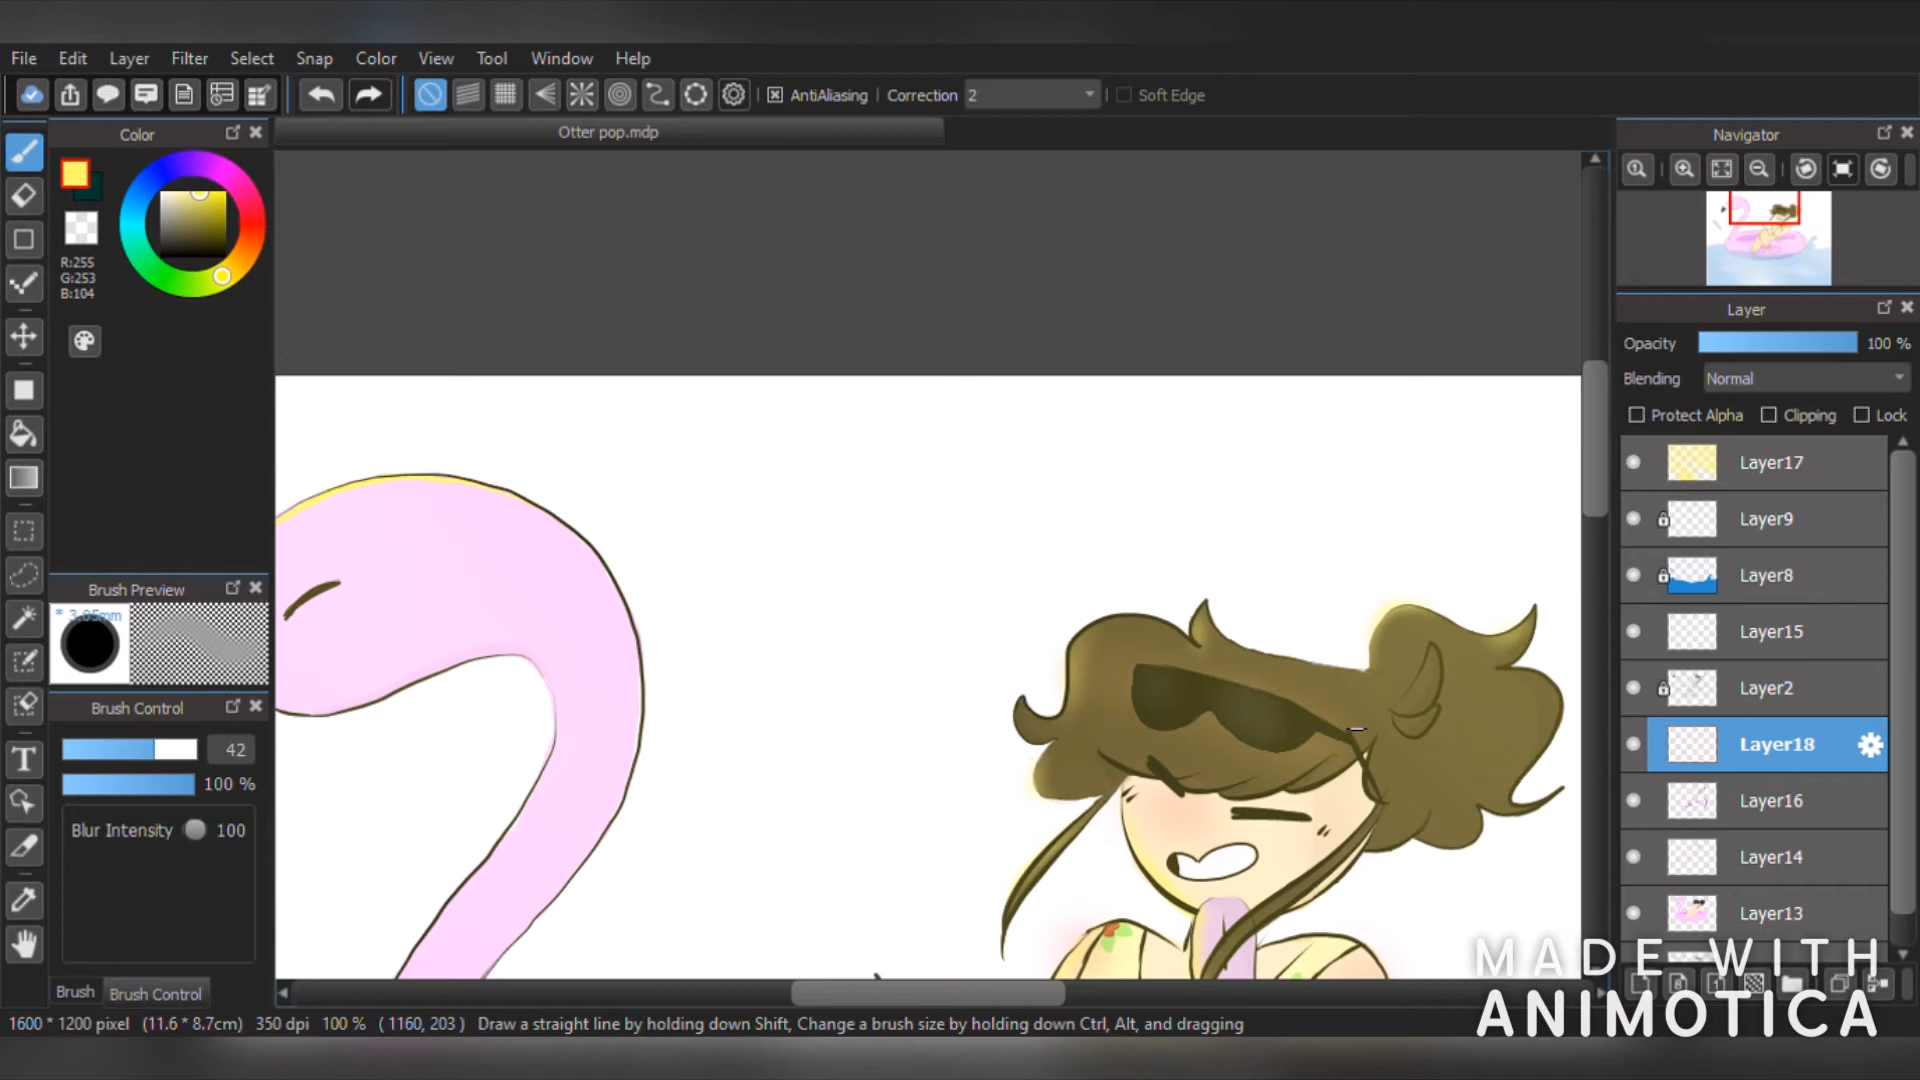 File Edit Layer Filter Select Snap Color View Tool Window Help
AntiAliasing Correction 2 Soft Edge
Color
Otter pop.mdp
Navigator
R:255
G:253
B:104
Layer
Opacity 100 %
Blending Normal
Protect Alpha Clipping Lock
Layer17
Layer9
Layer8
Layer15
Layer2
Layer18
Layer16
Layer14
Layer13
Brush Preview
* 3.05mm
Brush Control
42
100 %
Blur Intensity 100
Brush Brush Control
1600 * 1200 pixel (11.6 * 8.7cm) 350 dpi 100 % ( 1160, 203 ) Draw a straight line by holding down Shift, Change a brush size by holding down Ctrl, Alt, and dragging
MADE WITH
ANIMOTICA